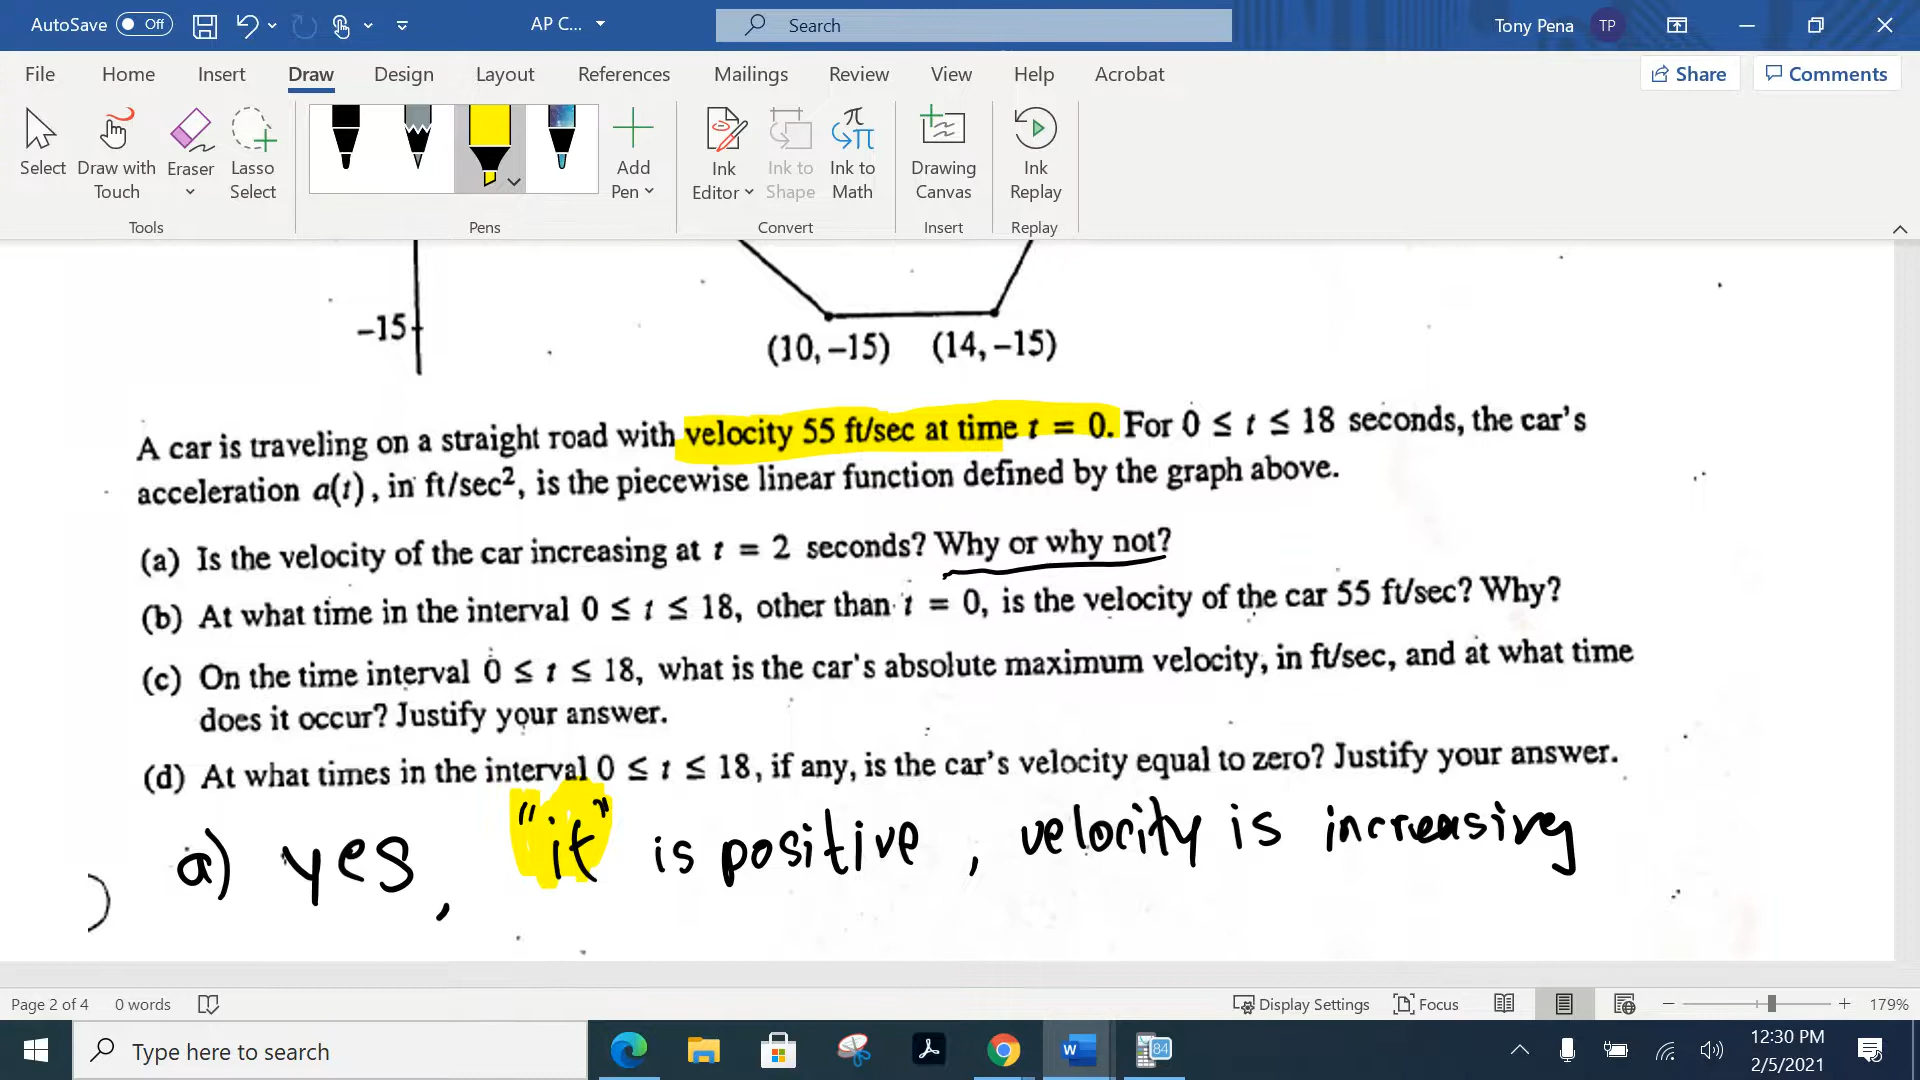 AutoSave Off AP C... Search Tony Pena TP
File Home Insert Draw Design Layout References Mailings Review View Help Acrobat Share Comments
Select Draw with Touch Eraser Lasso Select Add Pen Ink Editor Ink to Shape Ink to Math Drawing Canvas Ink Replay
Tools Pens Convert Insert Replay
-15
(10, -15) (14, -15)
A car is traveling on a straight road with velocity 55 ft/sec at time t = 0. For 0 ≤ t ≤ 18 seconds, the car's
acceleration a(t), in ft/sec², is the piecewise linear function defined by the graph above.
(a) Is the velocity of the car increasing at t = 2 seconds? Why or why not?
(b) At what time in the interval 0 ≤ t ≤ 18, other than t = 0, is the velocity of the car 55 ft/sec? Why?
(c) On the time interval 0 ≤ t ≤ 18, what is the car's absolute maximum velocity, in ft/sec, and at what time
does it occur? Justify your answer.
(d) At what times in the interval 0 ≤ t ≤ 18, if any, is the car's velocity equal to zero? Justify your answer.
a) yes, "it" is positive, velocity is increasing
Page 2 of 4 0 words Display Settings Focus 179%
Type here to search 84 12:30 PM
2/5/2021